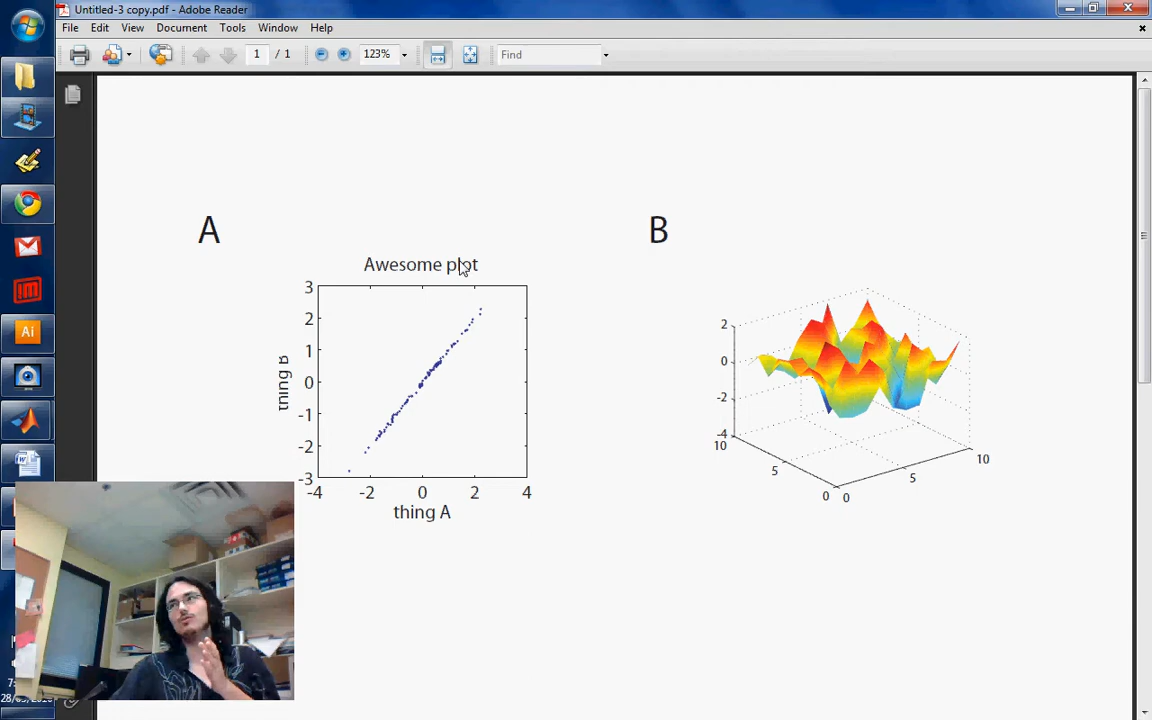 Untitled-3 copy.pdf - Adobe Reader
File Edit View Document Tools Window Help
1 / 1 123% Find
A
B
Awesome plot
3
2
1
0
-1
-2
-3
thing B
-4 -2 0 2 4
thing A
2
0
-2
-4
10
5
0
0
5
10
Ai